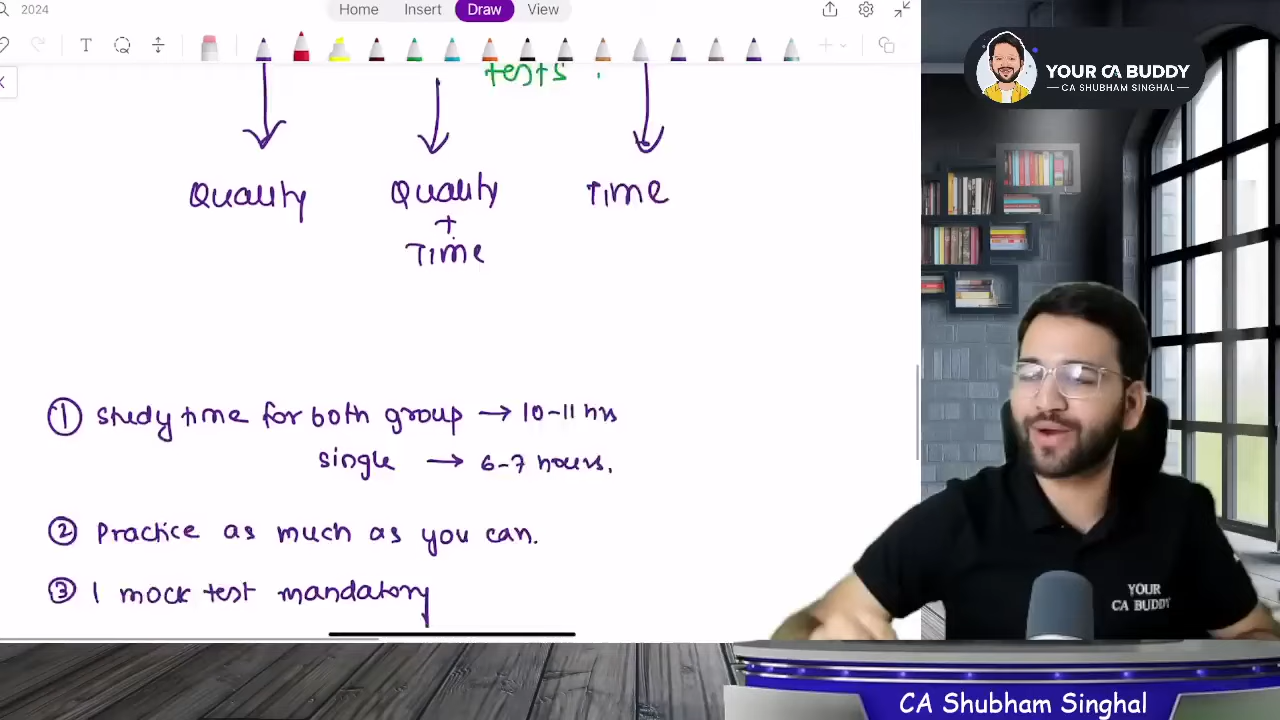 2024
Home Insert Draw View
YOUR CA BUDDY
CA SHUBHAM SINGHAL
tests.
Quality Quality Time
+
Time
① Study time for both group → 10-11 hrs
single → 6-7 hours.
② Practice as much as you can.
③ 1 mock test mandatory
YOUR
CA BUDDY
CA Shubham Singhal